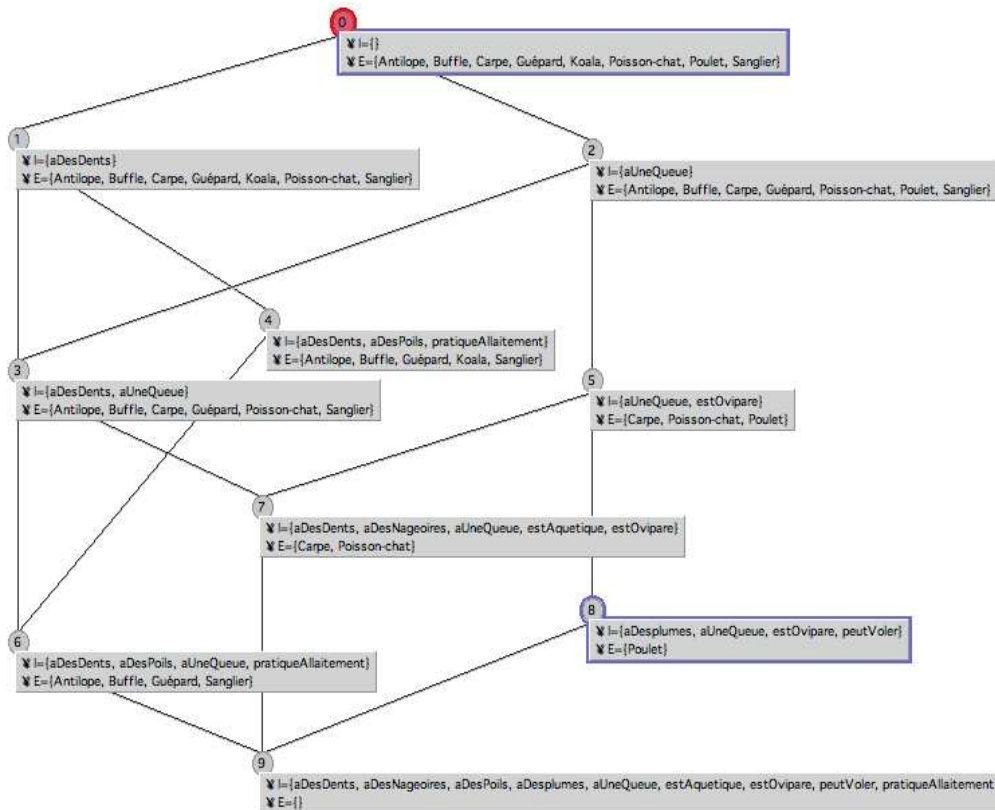 0
¥ I={}
¥ E={Antilope, Buffle, Carpe, Guépard, Koala, Poisson-chat, Poulet, Sanglier}
1
¥ I={aDesDents}
¥ E={Antilope, Buffle, Carpe, Guépard, Koala, Poisson-chat, Sanglier}
2
¥ I={aUneQueue}
¥ E={Antilope, Buffle, Carpe, Guépard, Poisson-chat, Poulet, Sanglier}
4
¥ I={aDesDents, aDesPoils, pratiqueAllaitement}
¥ E={Antilope, Buffle, Guépard, Koala, Sanglier}
3
¥ I={aDesDents, aUneQueue}
¥ E={Antilope, Buffle, Carpe, Guépard, Poisson-chat, Sanglier}
5
¥ I={aUneQueue, estOvipare}
¥ E={Carpe, Poisson-chat, Poulet}
7
¥ I={aDesDents, aDesNageoires, aUneQueue, estAquetique, estOvipare}
¥ E={Carpe, Poisson-chat}
8
¥ I={aDesplumes, aUneQueue, estOvipare, peutVoler}
¥ E={Poulet}
6
¥ I={aDesDents, aDesPoils, aUneQueue, pratiqueAllaitement}
¥ E={Antilope, Buffle, Guépard, Sanglier}
9
¥ I={aDesDents, aDesNageoires, aDesPoils, aDesplumes, aUneQueue, estAquetique, estOvipare, peutVoler, pratiqueAllaitement
¥ E={}